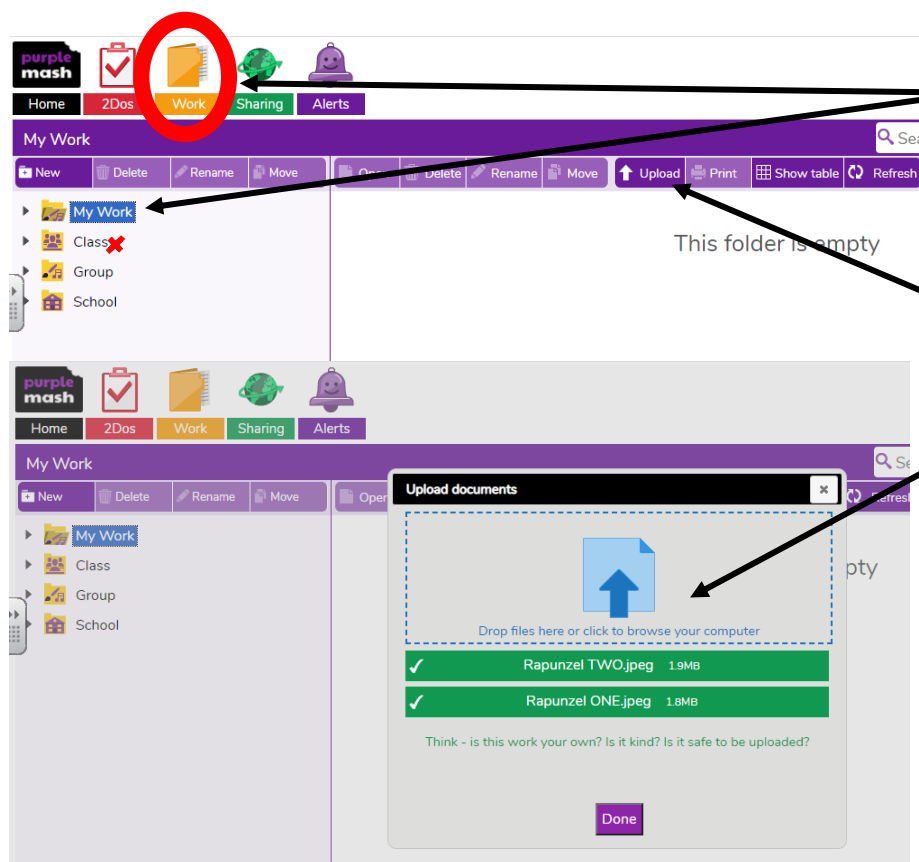 purple
mash
Home 2Dos Work Sharing Alerts
My Work
New Delete Rename Move Open Delete Rename Move Upload Print Show table Refresh
My Work
Class
Group
School
This folder is empty
purple
mash
Home 2Dos Work Sharing Alerts
My Work
New Delete Rename Move Open Refresh
Upload documents
My Work
Class
Group
School
pty
Drop files here or click to browse your computer
Rapunzel TWO.jpeg 1.9MB
Rapunzel ONE.jpeg 1.8MB
Think - is this work your own? Is it kind? Is it safe to be uploaded?
Done